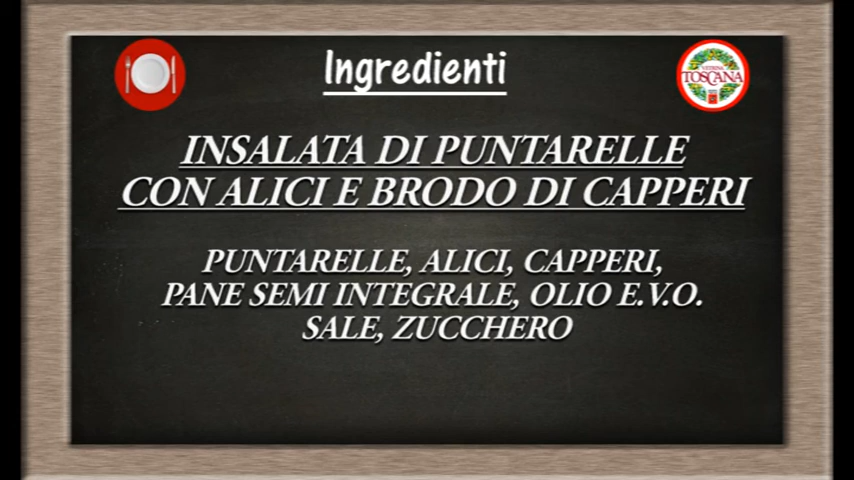 Ingredienti
VETRINA
TOSCANA
INSALATA DI PUNTARELLE
CON ALICI E BRODO DI CAPPERI
PUNTARELLE, ALICI, CAPPERI,
PANE SEMI INTEGRALE, OLIO E.V.O.
SALE, ZUCCHERO